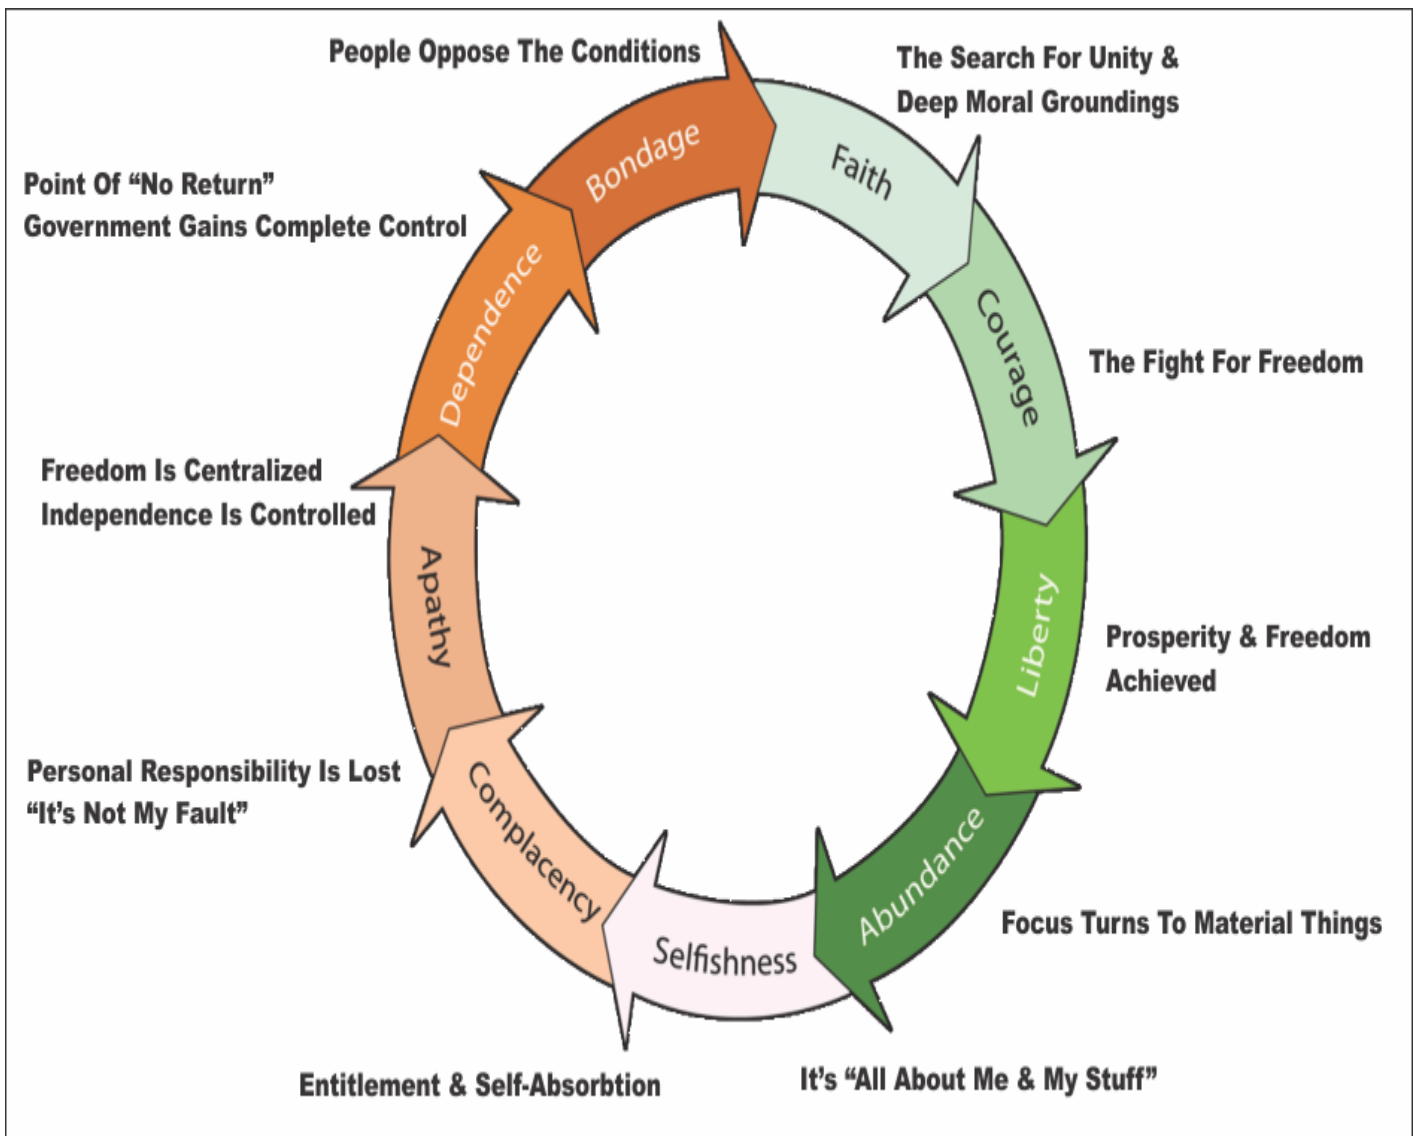 People Oppose The Conditions
The Search For Unity &
Deep Moral Groundings
Bondage
Faith
Point Of “No Return”
Government Gains Complete Control
Dependence
Courage
The Fight For Freedom
Freedom Is Centralized
Independence Is Controlled
Apathy
Liberty
Prosperity & Freedom
Achieved
Personal Responsibility Is Lost
“It’s Not My Fault”
Complacency
Abundance
Selfishness
Focus Turns To Material Things
Entitlement & Self-Absorbtion
It’s “All About Me & My Stuff”